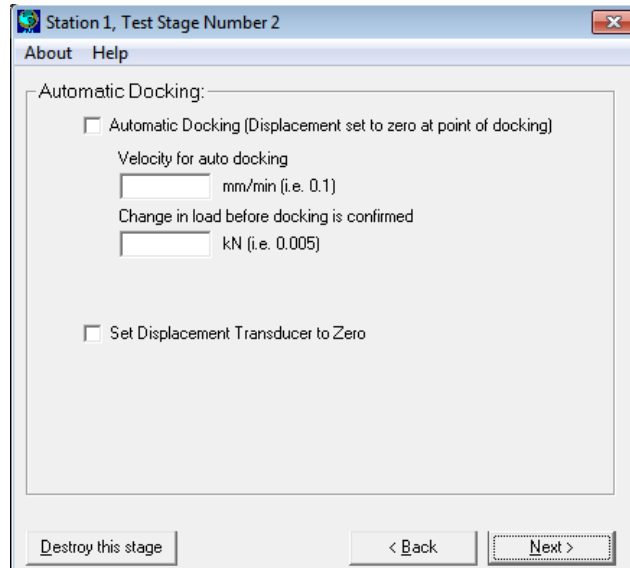 Station 1, Test Stage Number 2
About Help
Automatic Docking:
Automatic Docking (Displacement set to zero at point of docking)
Velocity for auto docking
mm/min (i.e. 0.1)
Change in load before docking is confirmed
kN (i.e. 0.005)
Set Displacement Transducer to Zero
Destroy this stage < Back Next >